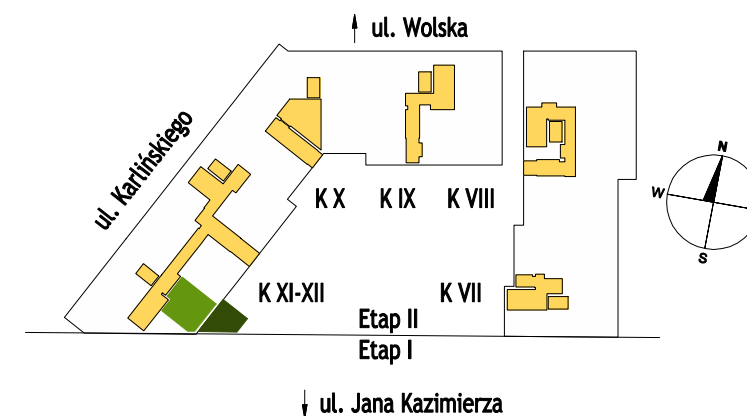 ul. Wolska
ul. Karlińskiego
N
W
S
K X K IX K VIII
K XI-XII K VII
Etap II
Etap I
ul. Jana Kazimierza